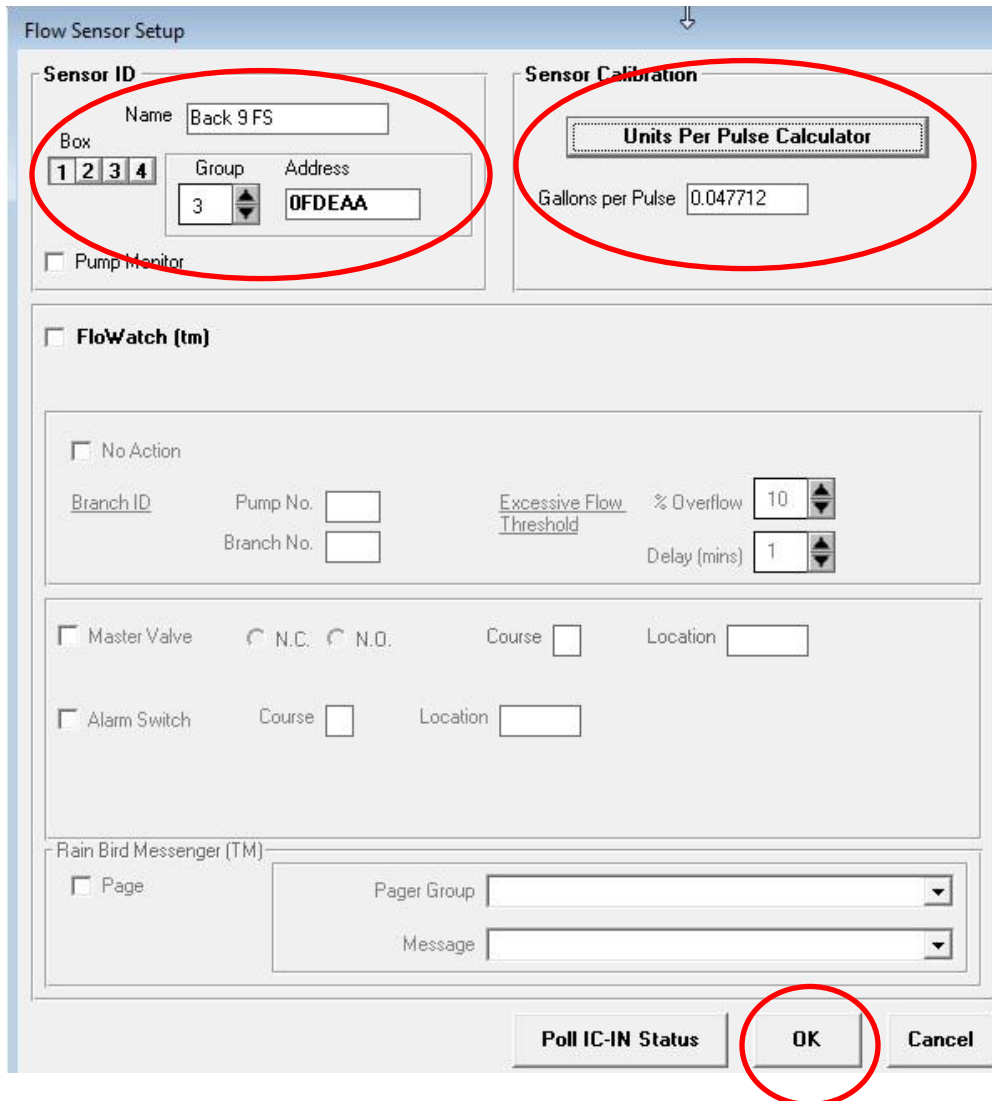 Flow Sensor Setup
Sensor ID
Name Back 9 FS
Box
1 2 3 4
Group Address
3 0FDEAA
Pump Monitor
Sensor Calibration
Units Per Pulse Calculator
Gallons per Pulse 0.047712
FloWatch (tm)
No Action
Branch ID Pump No.
Branch No.
Excessive Flow
Threshold
% Overflow 10
Delay (mins) 1
Master Valve N.C. N.O. Course Location
Alarm Switch Course Location
Rain Bird Messenger (TM)
Page
Pager Group
Message
Poll IC-IN Status OK Cancel